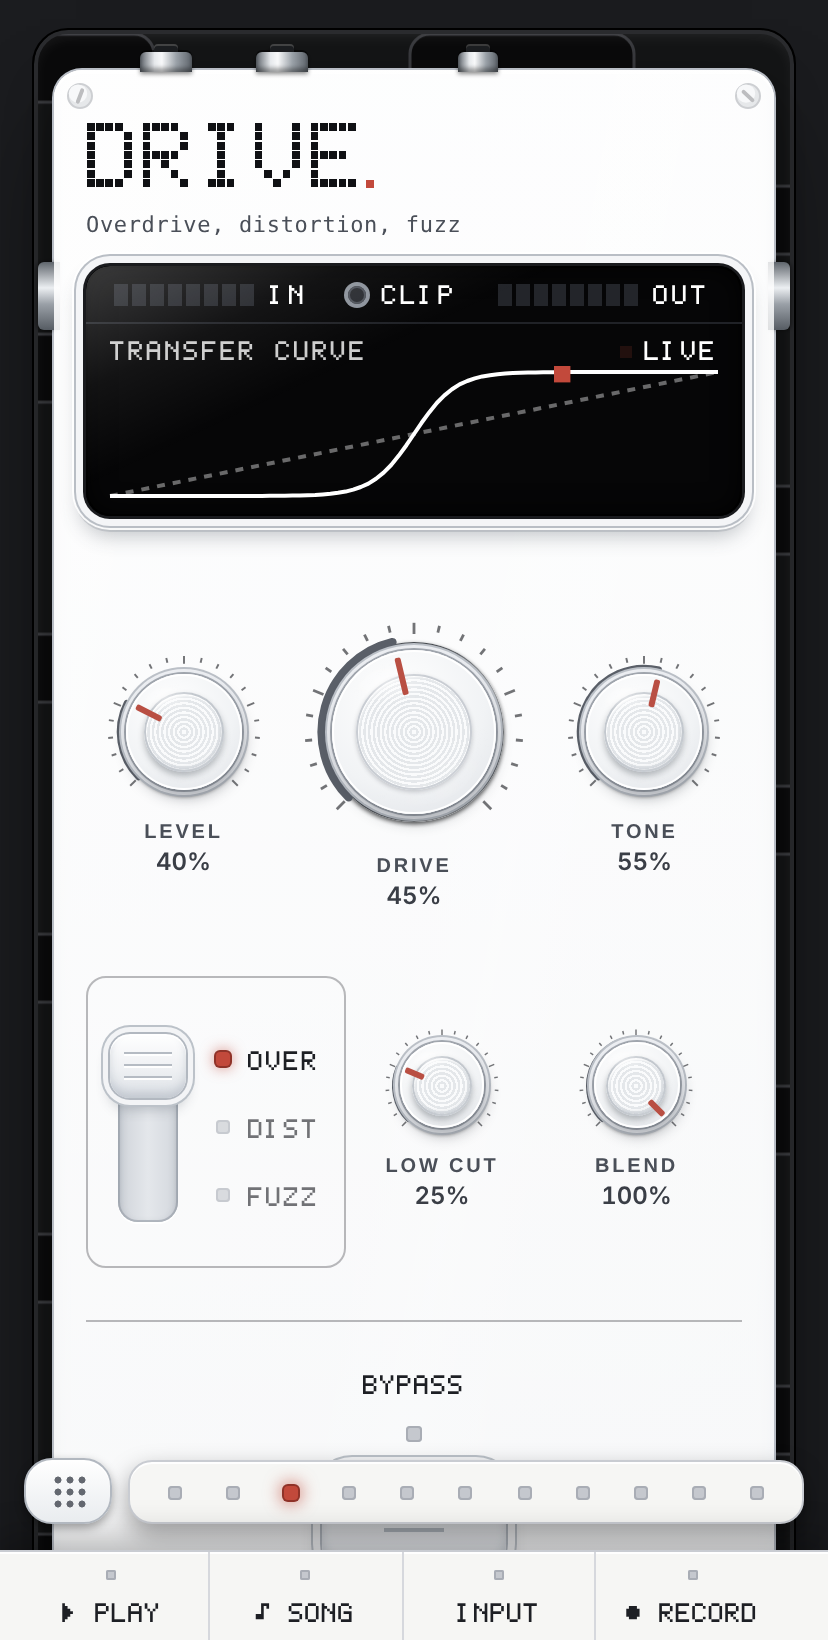 DRIVE.
Overdrive, distortion, fuzz
IN CLIP OUT
TRANSFER CURVE LIVE
LEVEL
40%
DRIVE
45%
TONE
55%
OVER
DIST
FUZZ
LOW CUT
25%
BLEND
100%
BYPASS
PLAY SONG INPUT RECORD